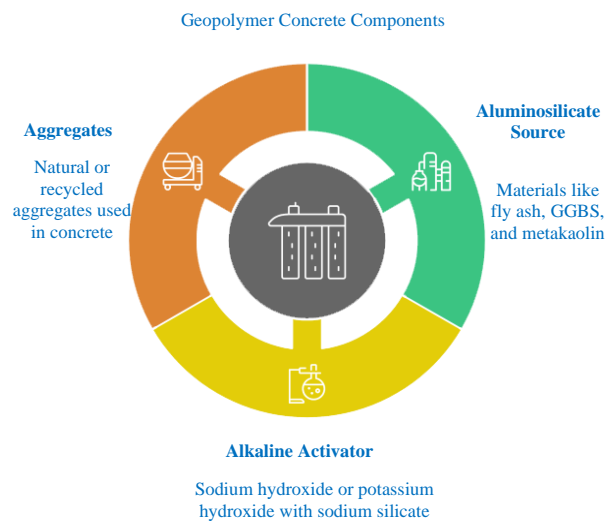 Geopolymer Concrete Components
Aggregates
Natural or
recycled
aggregates used
in concrete
Aluminosilicate
Source
Materials like
fly ash, GGBS,
and metakaolin
Alkaline Activator
Sodium hydroxide or potassium
hydroxide with sodium silicate